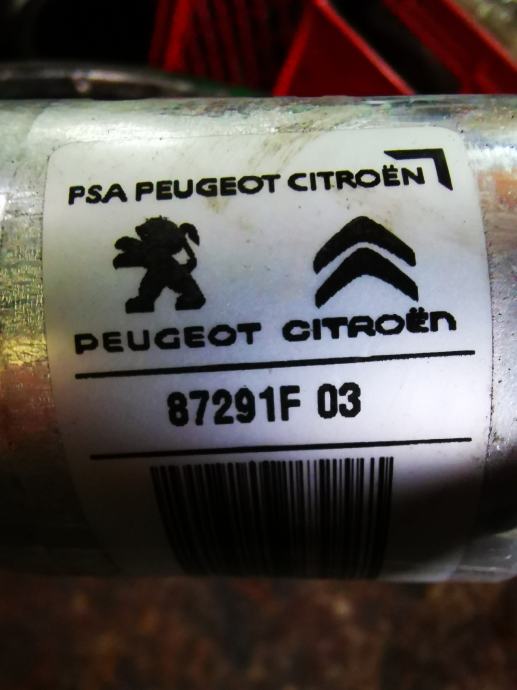 PSA PEUGEOT CITROËN
PEUGEOT CITROËN
87291F 03